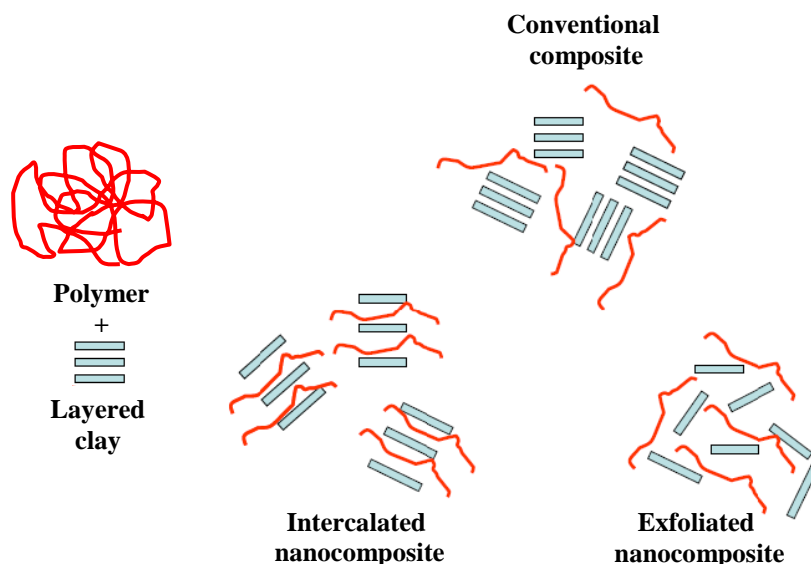 Conventional
composite
Polymer
+
Layered
clay
Intercalated
nanocomposite
Exfoliated
nanocomposite